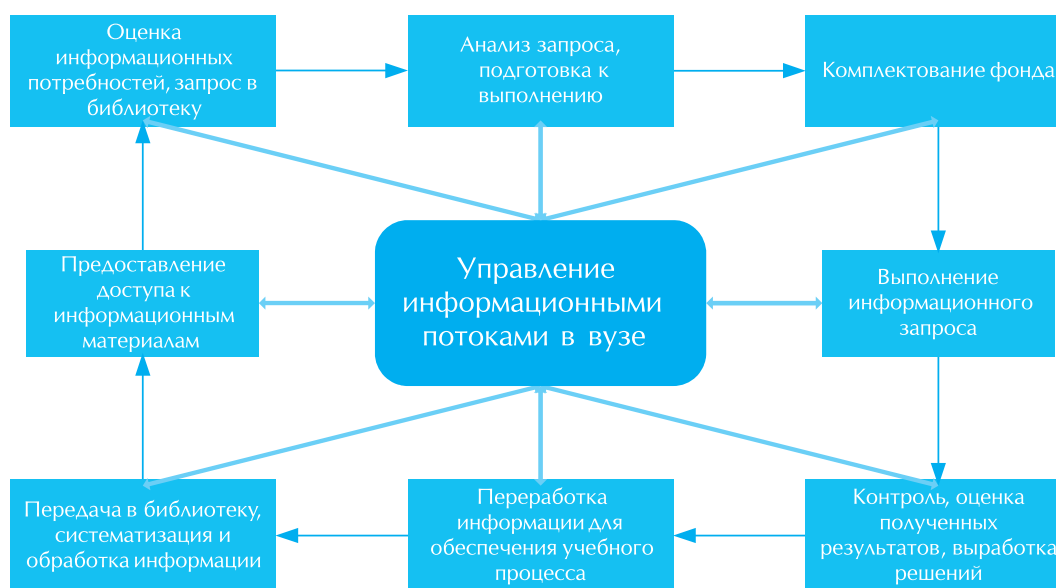 Оценка
информационных
потребностей, запрос в
библиотеку
Анализ запроса,
подготовка к
выполнению
Комплектование фонда
Предоставление
доступа к
информационным
материалам
Управление
информационными
потоками в вузе
Выполнение
информационного
запроса
Передача в библиотеку,
систематизация и
обработка информации
Переработка
информации для
обеспечения учебного
процесса
Контроль, оценка
полученных
результатов, выработка
решений